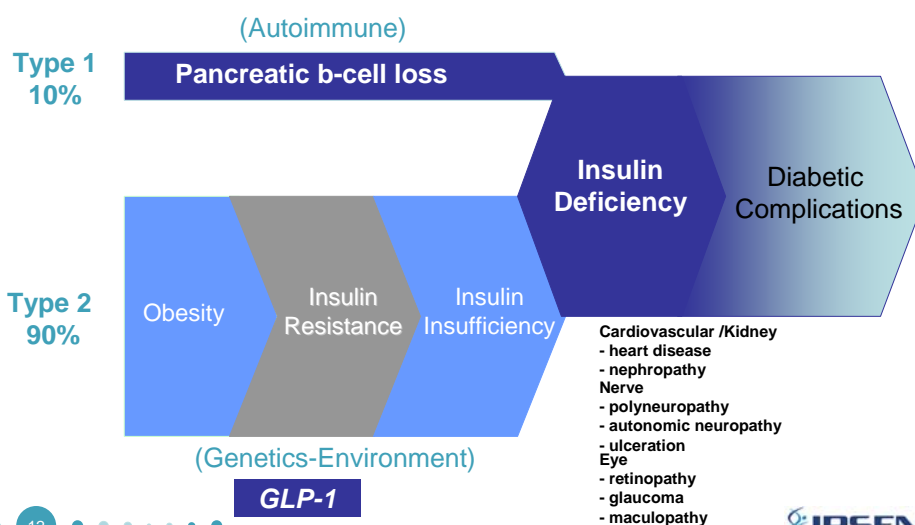 (Autoimmune)
Type 1
10%
Pancreatic b-cell loss
Insulin
Deficiency
Diabetic
Complications
Type 2
90%
Obesity
Insulin
Resistance
Insulin
Insufficiency
(Genetics-Environment)
GLP-1
Cardiovascular /Kidney
- heart disease
- nephropathy
Nerve
- polyneuropathy
- autonomic neuropathy
- ulceration
Eye
- retinopathy
- glaucoma
- maculopathy